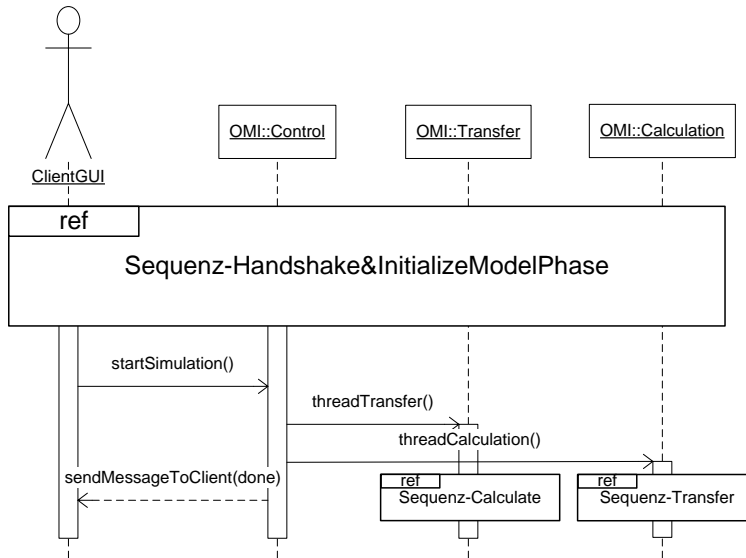 OMI::Control
OMI::Transfer
OMI::Calculation
ClientGUI
ref
Sequenz-Handshake&InitializeModelPhase
startSimulation()
threadTransfer()
threadCalculation()
sendMessageToClient(done)
ref
Sequenz-Calculate
ref
Sequenz-Transfer